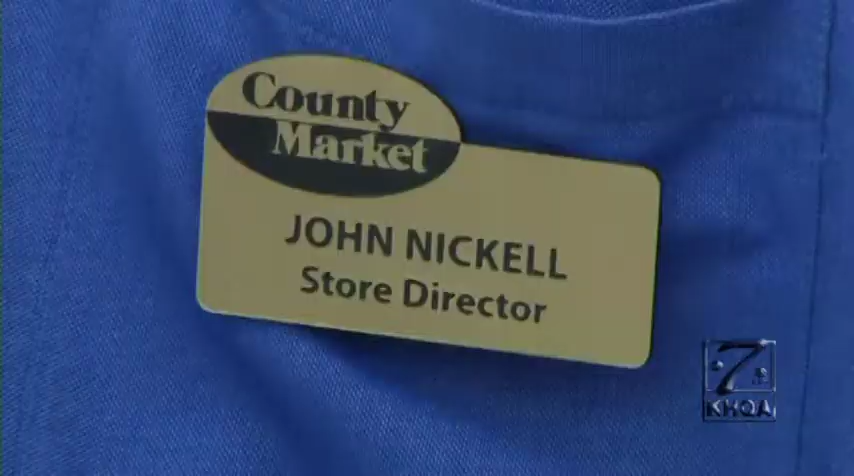 County
Market
JOHN NICKELL
Store Director
7
KHQA